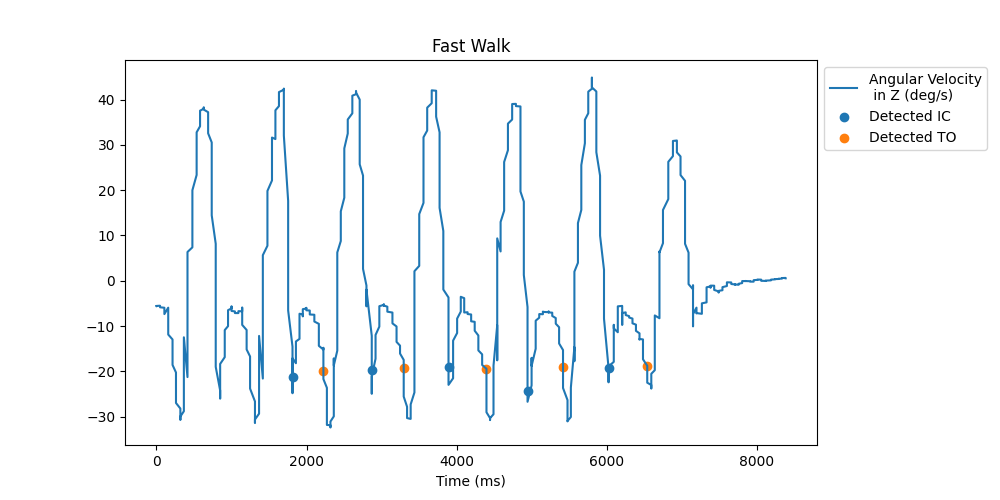 Fast Walk
Angular Velocity
in Z (deg/s)
Detected IC
Detected TO
40
30
20
10
0
−10
−20
−30
0 2000 4000 6000 8000
Time (ms)